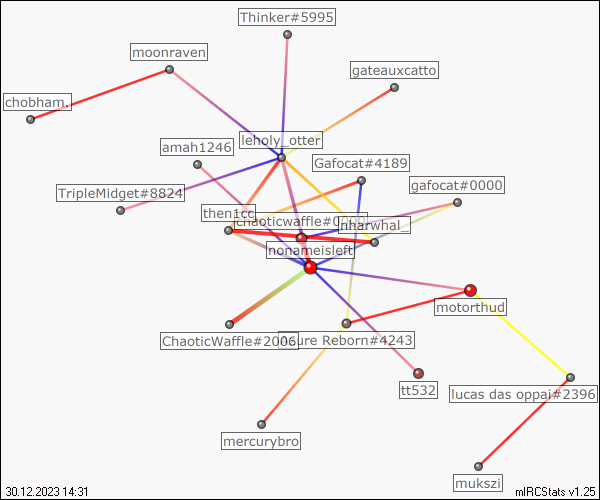 Thinker#5995
moonraven
gateauxcatto
chobham.
leholy_otter
amah1246
Gafocat#4189
gafocat#0000
TripleMidget#8824
then1cc
chaoticwaffle#0
nharwhal_
nonameisleft
motorthud
ChaoticWaffle#2006
Reborn#4243
tt532
lucas das oppai#2396
mercurybro
mukszi
30.12.2023 14:31
mIRCStats v1.25